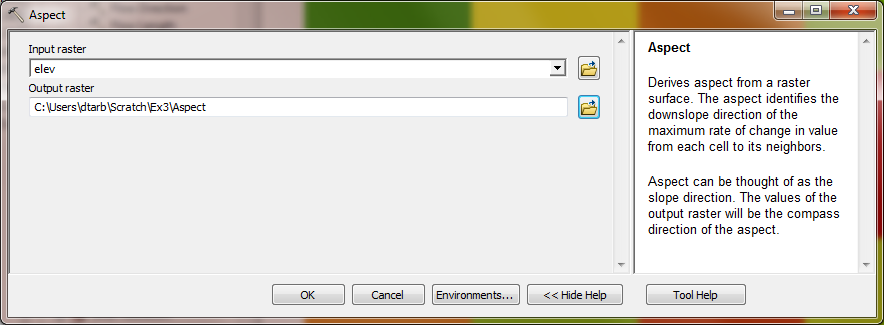 Aspect
Input raster
elev
Output raster
C:\Users\dtarb\Scratch\Ex3\Aspect
OK
Cancel
Environments...
<< Hide Help
Aspect
Derives aspect from a raster
surface. The aspect identifies the
downslope direction of the
maximum rate of change in value
from each cell to its neighbors.
Aspect can be thought of as the
slope direction. The values of the
output raster will be the compass
direction of the aspect.
Tool Help